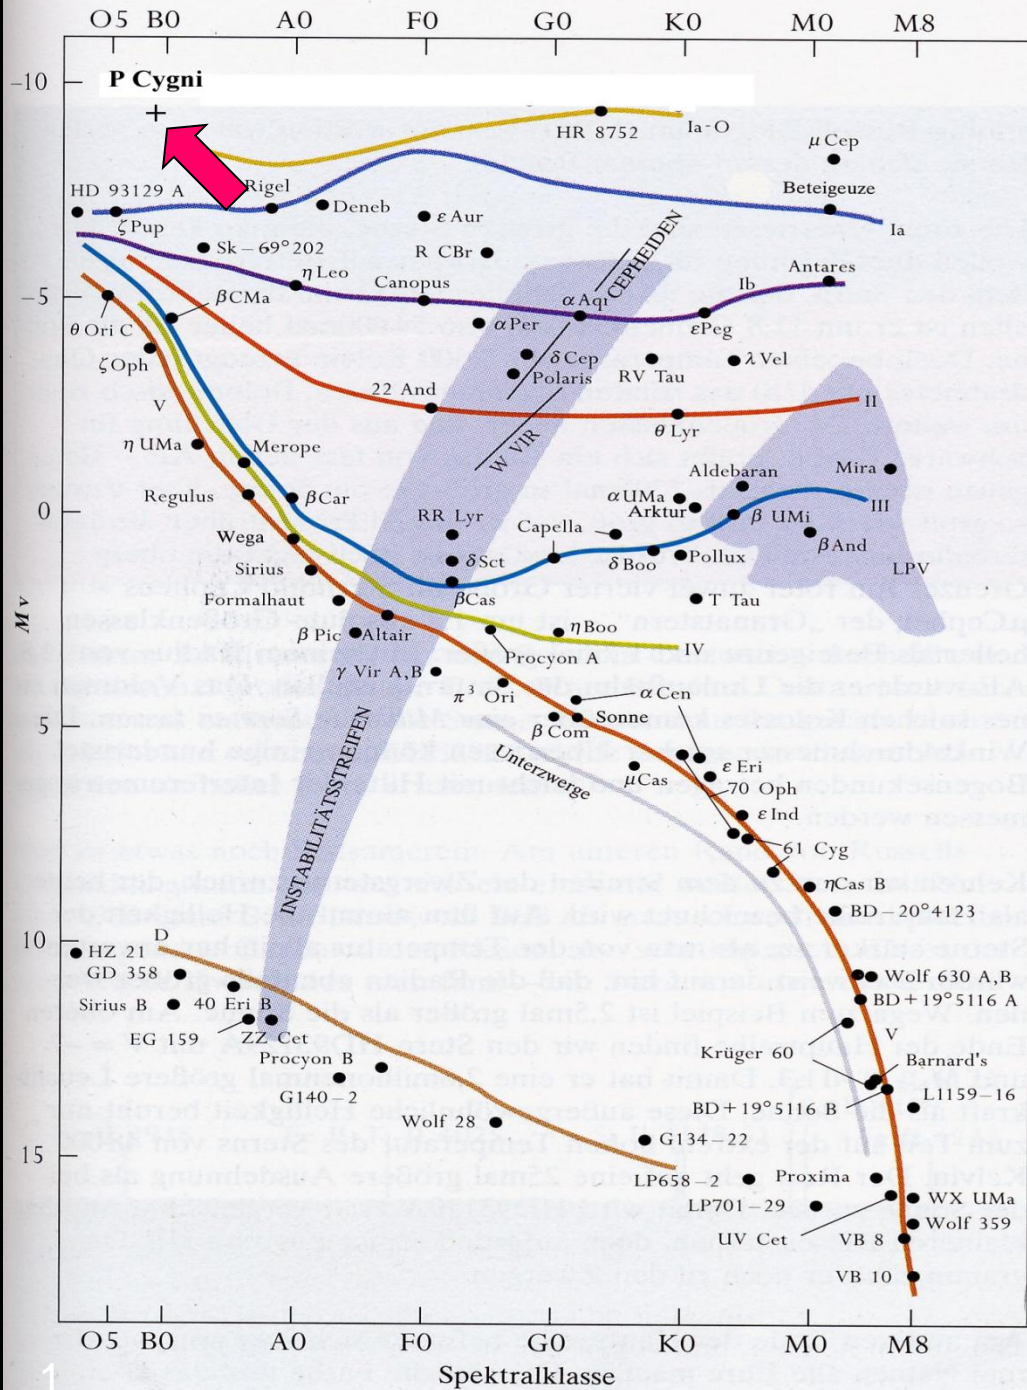 O5 B0 A0 F0 G0 K0 M0 M8
-10
P Cygni
HR 8752
Ia-O
μ Cep
HD 93129 A
Rigel
Beteigeuze
Deneb
ε Aur
ζ Pup
Ia
Sk-69°202
R CBr
CEPHEIDEN
η Leo
Antares
Canopus
Ib
-5
βCMa
α Aqr
εPeg
α Per
θ Ori C
δ Cep
λ Vel
ζOph
RV Tau
Polaris
22 And
II
V
θ Lyr
η UMa
Merope
W VIR
Aldebaran
Mira
Regulus
β Car
α UMa
III
Arktur
0
RR Lyr
Capella
β UMi
Wega
β And
δ Sct
δ Boo
Pollux
Sirius
LPV
Formalhaut
βCas
T Tau
Mv
β Pic
Altair
η Boo
IV
Procyon A
γ Vir A,B
π³ Ori
α Cen
Sonne
5
β Com
Unterzwerge
μ Cas
ε Eri
70 Oph
ε Ind
INSTABILITÄTSSTREIFEN
61 Cyg
ηCas B
BD-20°4123
D
10
HZ 21
GD 358
Wolf 630 A,B
Sirius B
40 Eri B
BD+19°5116 A
EG 159
ZZ Cet
V
Procyon B
Krüger 60
Barnard's
G140-2
L1159-16
BD+19°5116 B
Wolf 28
G134-22
15
LP658-2
Proxima
LP701-29
WX UMa
UV Cet
Wolf 359
VB 8
VB 10
O5 B0 A0 F0 G0 K0 M0 M8
Spektralklasse
1